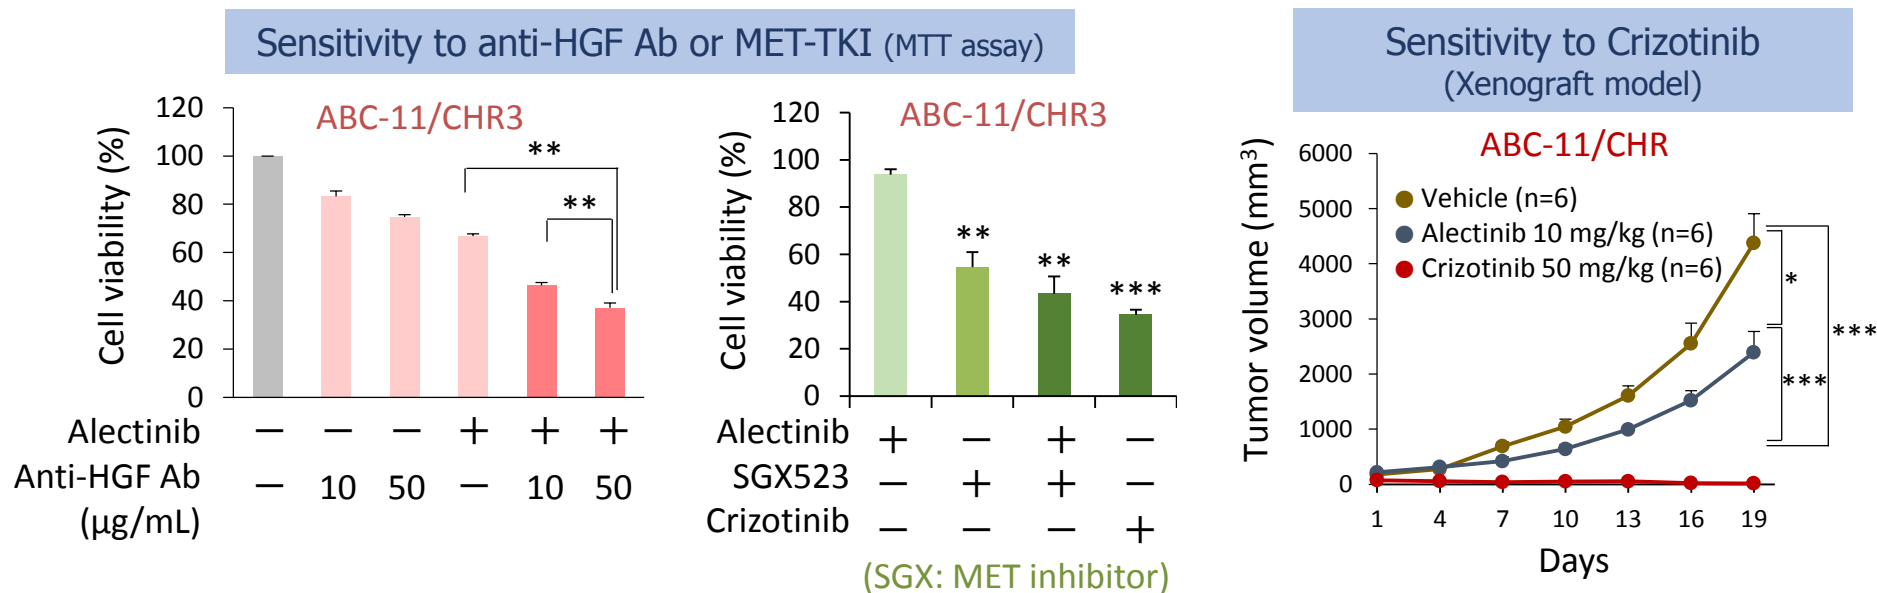 Sensitivity to anti-HGF Ab or MET-TKI (MTT assay)
ABC-11/CHR3
Cell viability (%)
120
100
80
60
40
20
0
**
**
Alectinib − − − + + +
Anti-HGF Ab − 10 50 − 10 50
(μg/mL)
ABC-11/CHR3
Cell viability (%)
120
100
80
60
40
20
0
**
**
***
Alectinib + − + −
SGX523 − + + −
Crizotinib − − − +
(SGX: MET inhibitor)
Sensitivity to Crizotinib
(Xenograft model)
ABC-11/CHR
Tumor volume (mm³)
6000
5000
4000
3000
2000
1000
0
Vehicle (n=6)
Alectinib 10 mg/kg (n=6)
Crizotinib 50 mg/kg (n=6)
*
***
***
1 4 7 10 13 16 19
Days